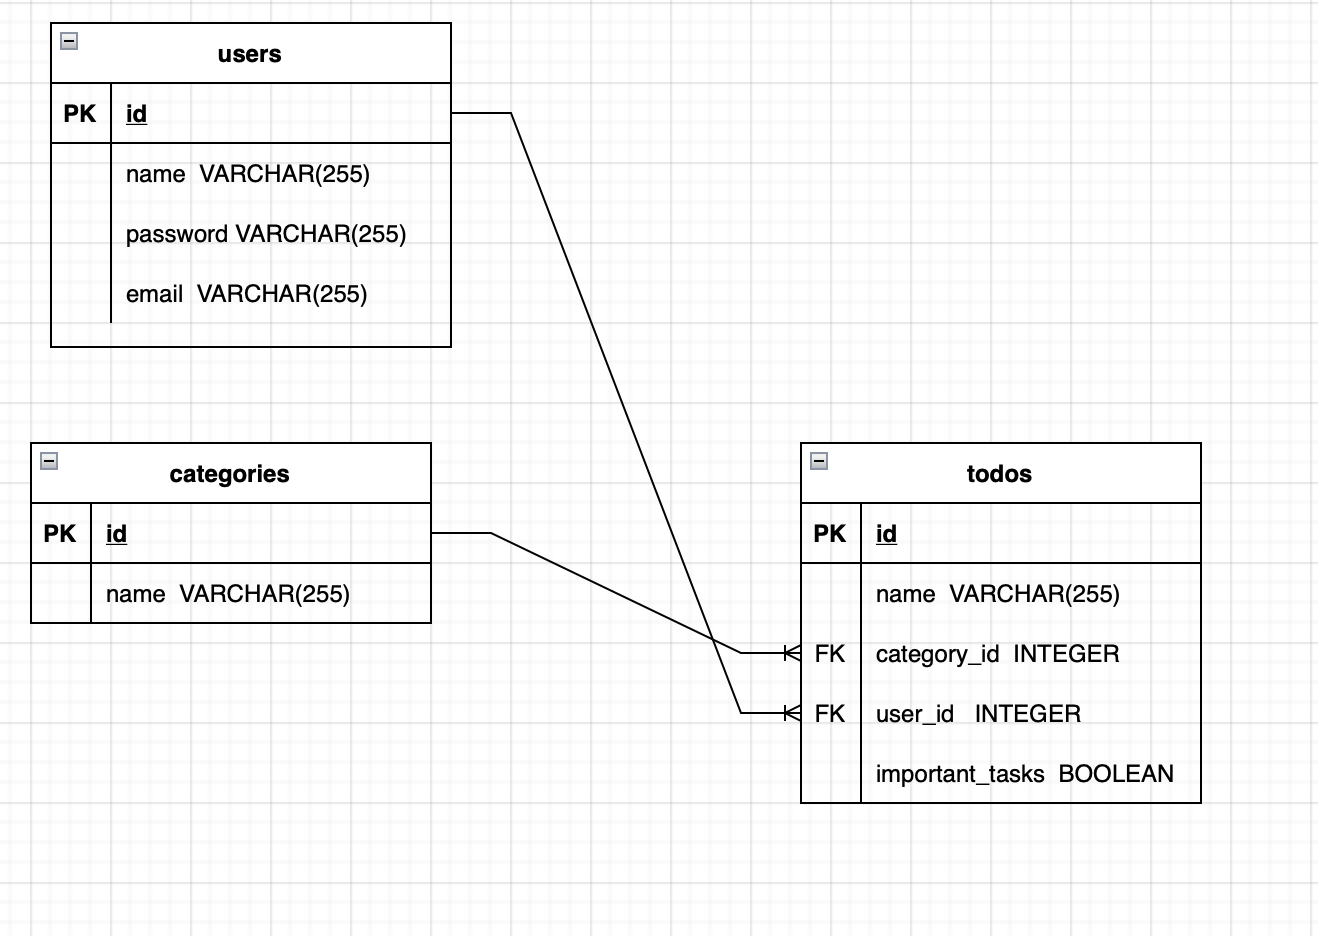 users
PK id
name VARCHAR(255)
password VARCHAR(255)
email VARCHAR(255)
categories
PK id
name VARCHAR(255)
todos
PK id
name VARCHAR(255)
FK category_id INTEGER
FK user_id INTEGER
important_tasks BOOLEAN